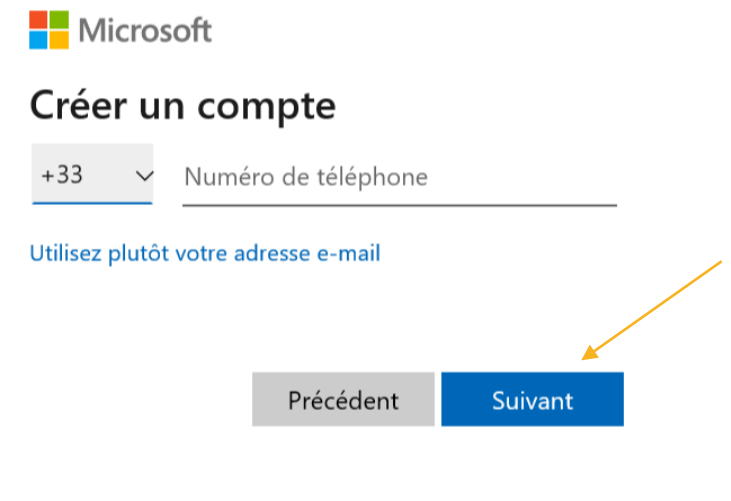 Microsoft
Créer un compte
+33 Numéro de téléphone
Utilisez plutôt votre adresse e-mail
Précédent Suivant